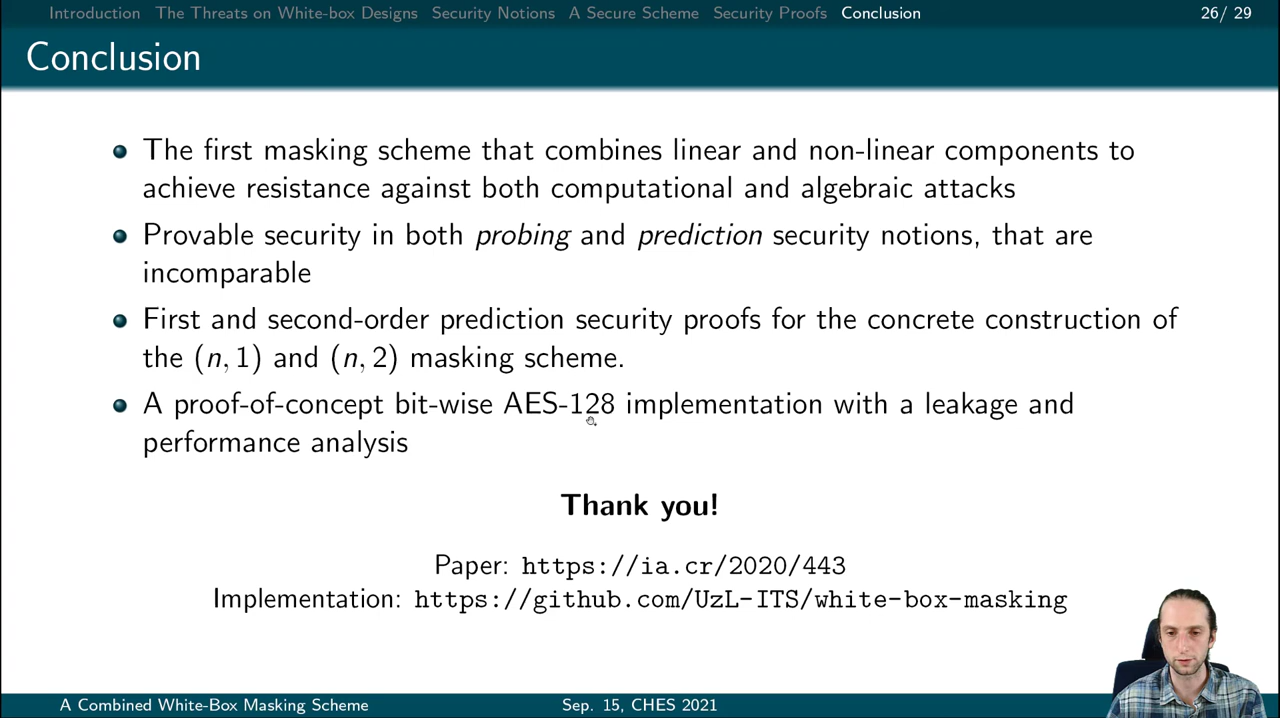 Introduction The Threats on White-box Designs Security Notions A Secure Scheme Security Proofs Conclusion 26/ 29
Conclusion
The first masking scheme that combines linear and non-linear components to
achieve resistance against both computational and algebraic attacks
Provable security in both probing and prediction security notions, that are
incomparable
First and second-order prediction security proofs for the concrete construction of
the (n, 1) and (n, 2) masking scheme.
A proof-of-concept bit-wise AES-128 implementation with a leakage and
performance analysis
Thank you!
Paper: https://ia.cr/2020/443
Implementation: https://github.com/UzL-ITS/white-box-masking
A Combined White-Box Masking Scheme Sep. 15, CHES 2021